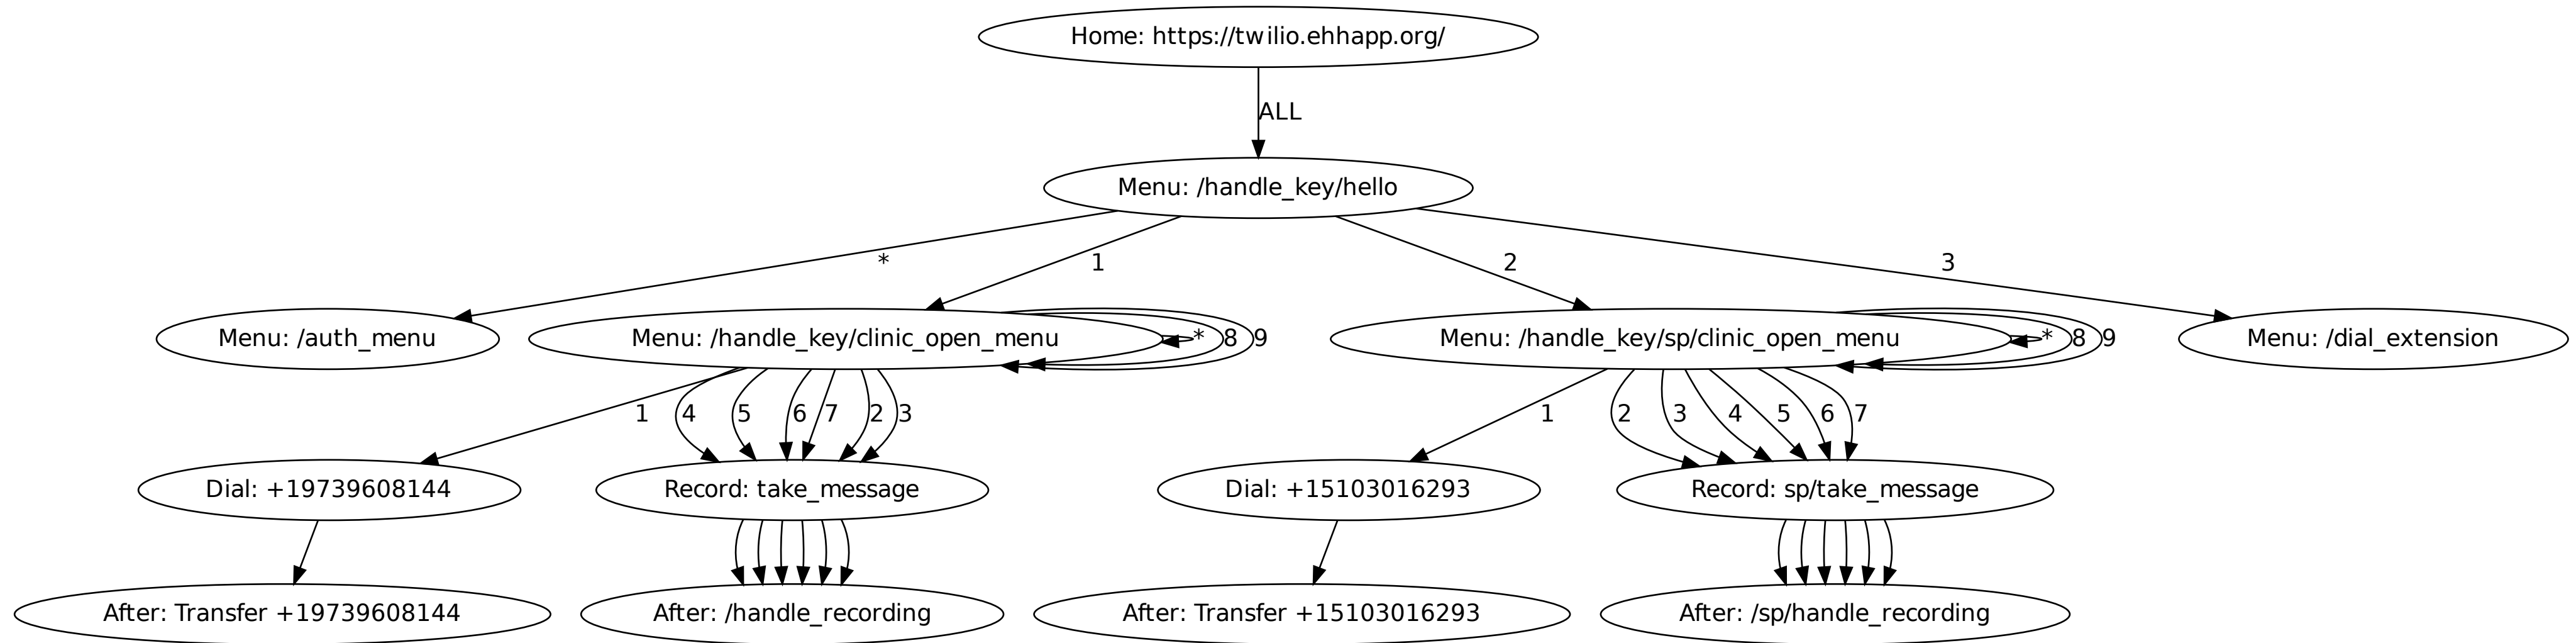 Home: https://twilio.ehhapp.org/
ALL
Menu: /handle_key/hello
*
1
2
3
Menu: /auth_menu
Menu: /handle_key/clinic_open_menu
*
8
9
Menu: /handle_key/sp/clinic_open_menu
*
8
9
Menu: /dial_extension
1
4
5
6
7
2
3
1
2
3
4
5
6
7
Dial: +19739608144
Record: take_message
Dial: +15103016293
Record: sp/take_message
After: Transfer +19739608144
After: /handle_recording
After: Transfer +15103016293
After: /sp/handle_recording